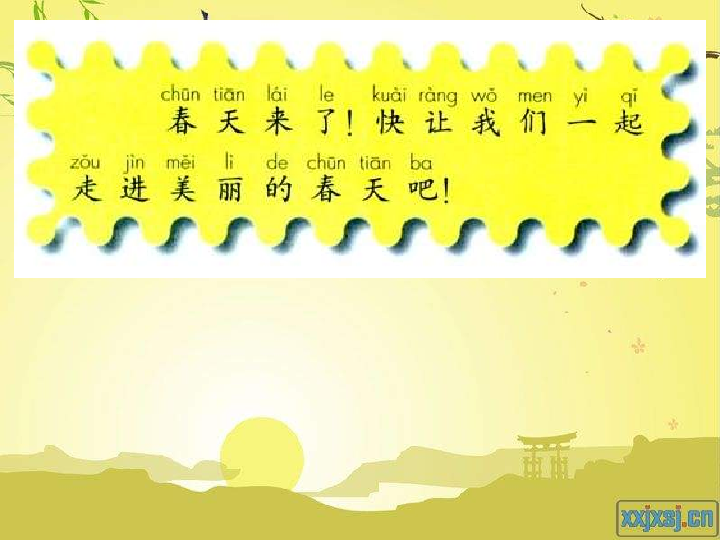 chūn tiān lái le kuài ràng wǒ men yì qǐ
春天来了!快让我们一起
zǒu jìn měi lì de chūn tiān ba
走进美丽的春天吧!
xxjxsj.cn